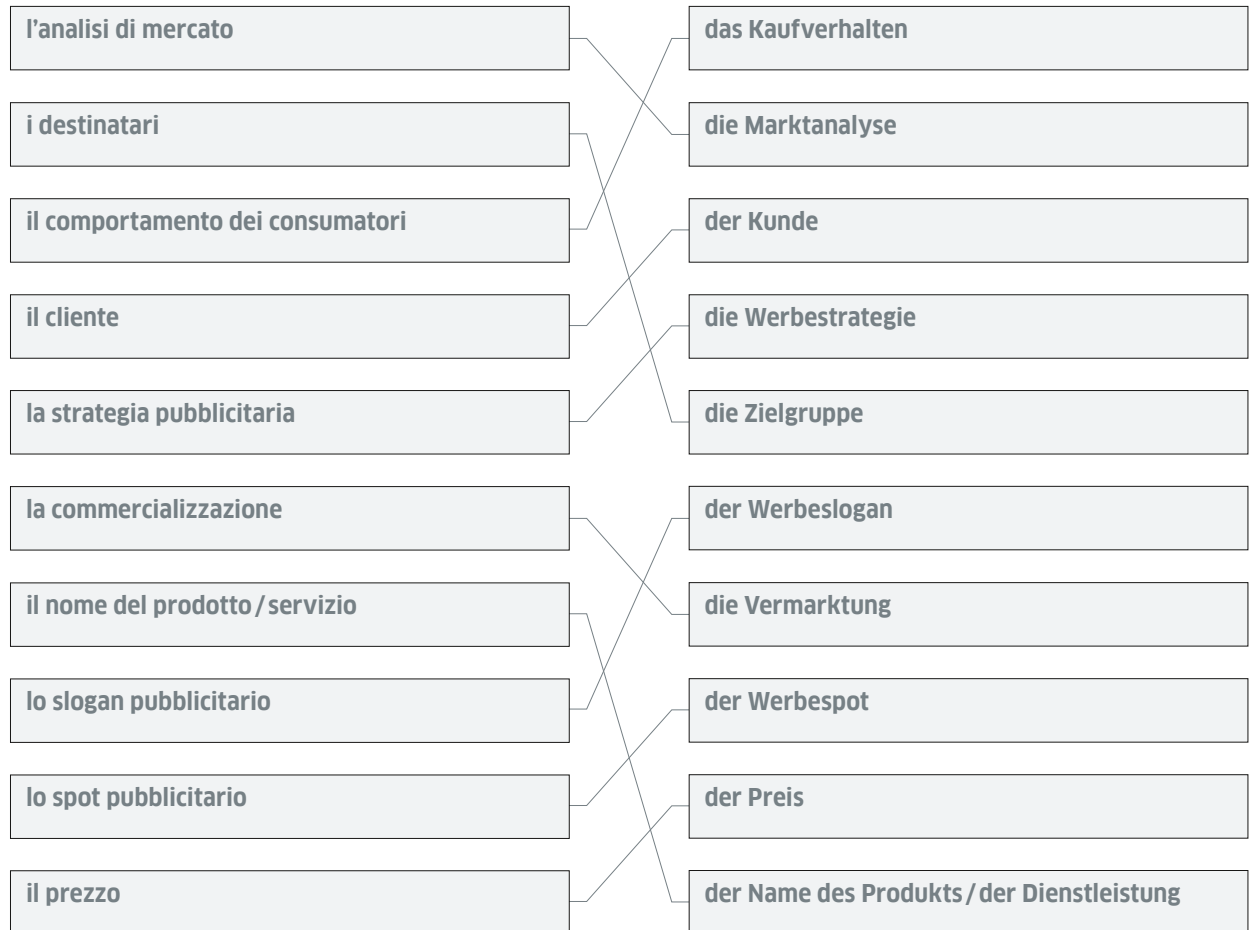 l’analisi di mercato
das Kaufverhalten
i destinatari
die Marktanalyse
il comportamento dei consumatori
der Kunde
il cliente
die Werbestrategie
la strategia pubblicitaria
die Zielgruppe
la commercializzazione
der Werbeslogan
il nome del prodotto / servizio
die Vermarktung
lo slogan pubblicitario
der Werbespot
lo spot pubblicitario
der Preis
il prezzo
der Name des Produkts / der Dienstleistung